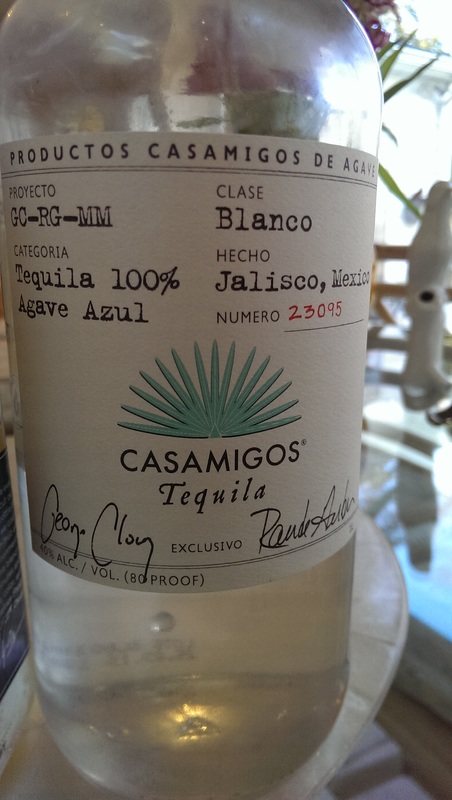 PRODUCTOS CASAMIGOS DE AGAVE
PROYECTO
GC-RG-MM
CLASE
Blanco
CATEGORIA
Tequila 100%
Agave Azul
HECHO
Jalisco, Mexico
NUMERO 23095
CASAMIGOS®
Tequila
EXCLUSIVO
40% ALC. / VOL. (80 PROOF)